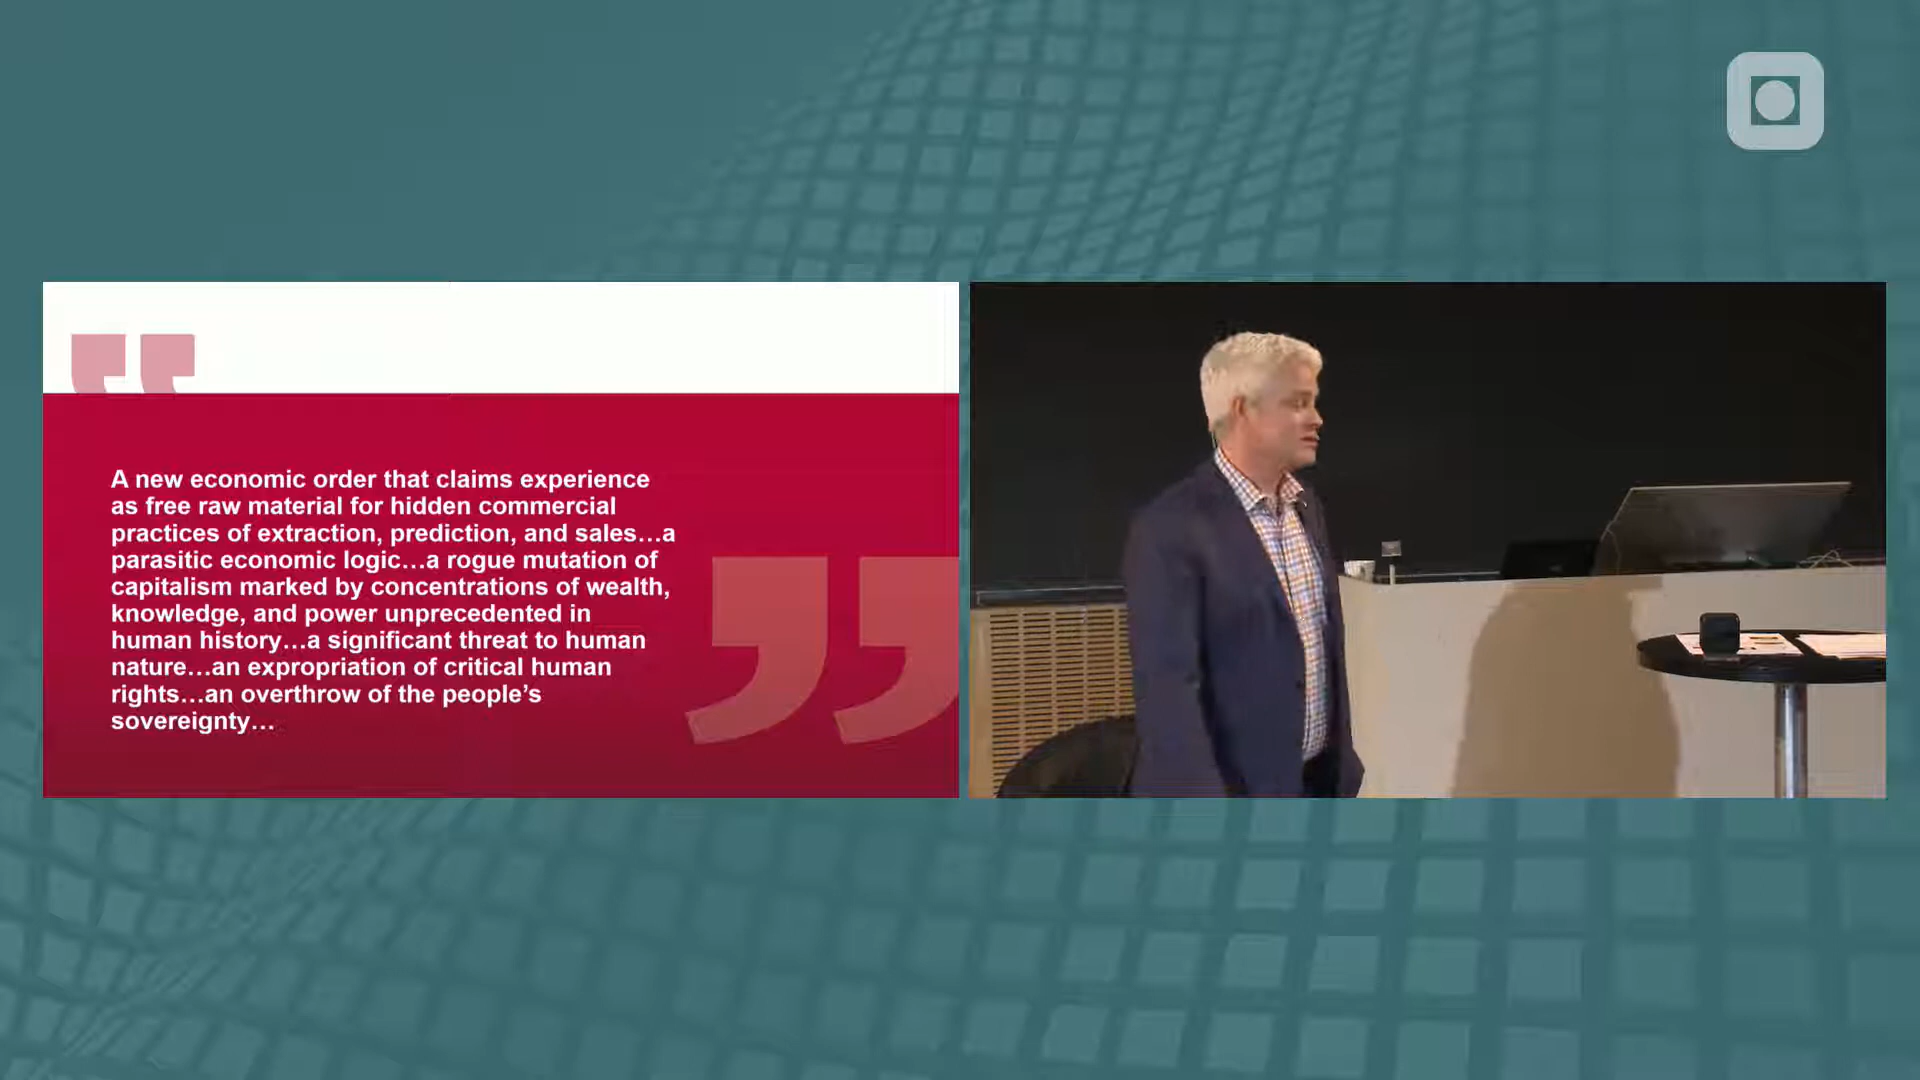 A new economic order that claims experience
as free raw material for hidden commercial
practices of extraction, prediction, and sales…a
parasitic economic logic…a rogue mutation of
capitalism marked by concentrations of wealth,
knowledge, and power unprecedented in
human history…a significant threat to human
nature…an expropriation of critical human
rights…an overthrow of the people’s
sovereignty…